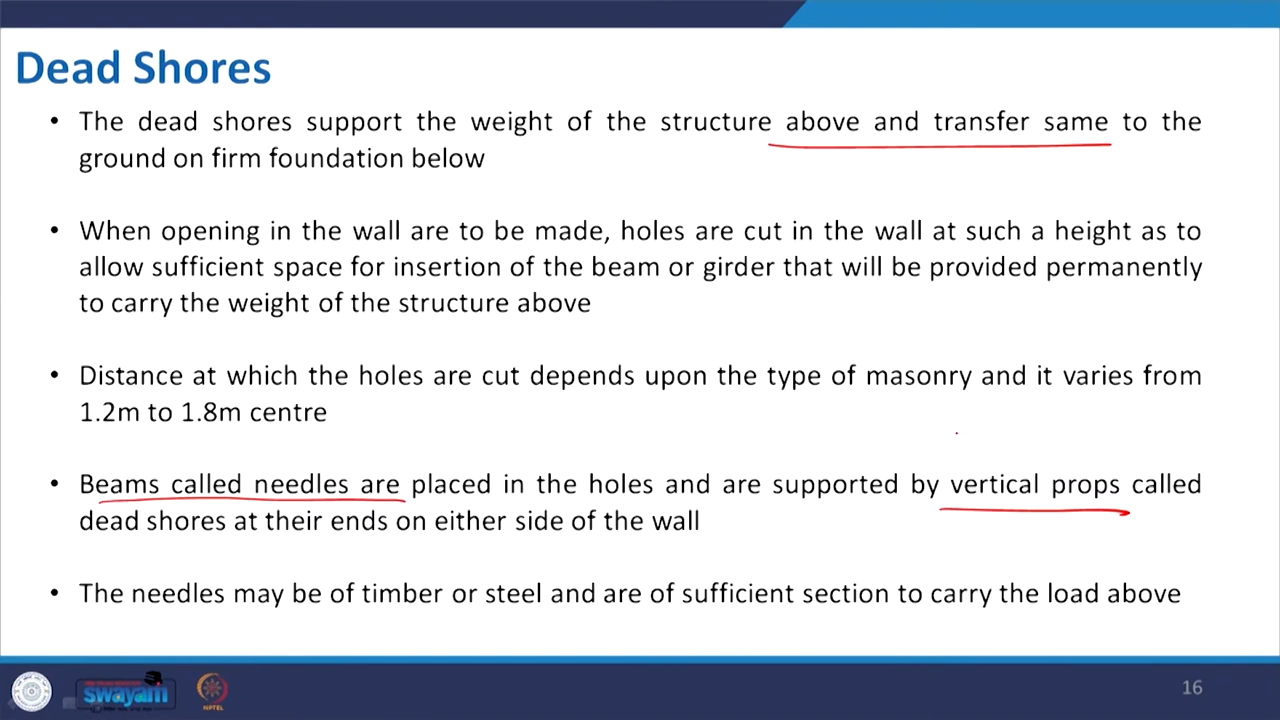 Dead Shores
• The dead shores support the weight of the structure above and transfer same to the
ground on firm foundation below
• When opening in the wall are to be made, holes are cut in the wall at such a height as to
allow sufficient space for insertion of the beam or girder that will be provided permanently
to carry the weight of the structure above
• Distance at which the holes are cut depends upon the type of masonry and it varies from
1.2m to 1.8m centre
• Beams called needles are placed in the holes and are supported by vertical props called
dead shores at their ends on either side of the wall
• The needles may be of timber or steel and are of sufficient section to carry the load above
swayam
NPTEL
16